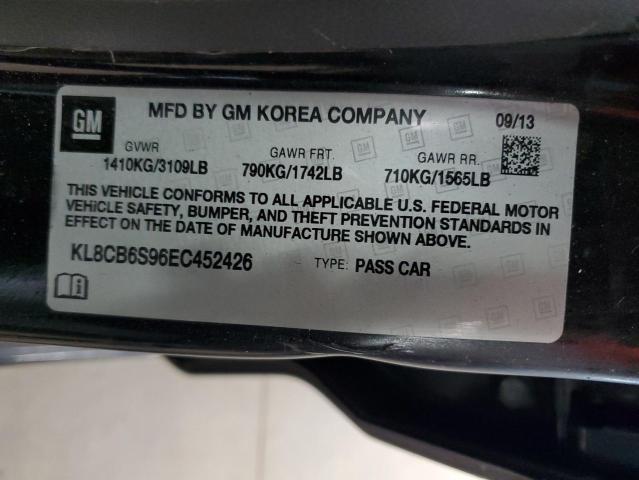 GM MFD BY GM KOREA COMPANY 09/13
GVWR GAWR FRT. GAWR RR.
1410KG/3109LB 790KG/1742LB 710KG/1565LB
THIS VEHICLE CONFORMS TO ALL APPLICABLE U.S. FEDERAL MOTOR
VEHICLE SAFETY, BUMPER, AND THEFT PREVENTION STANDARDS IN
EFFECT ON THE DATE OF MANUFACTURE SHOWN ABOVE.
KL8CB6S96EC452426 TYPE: PASS CAR